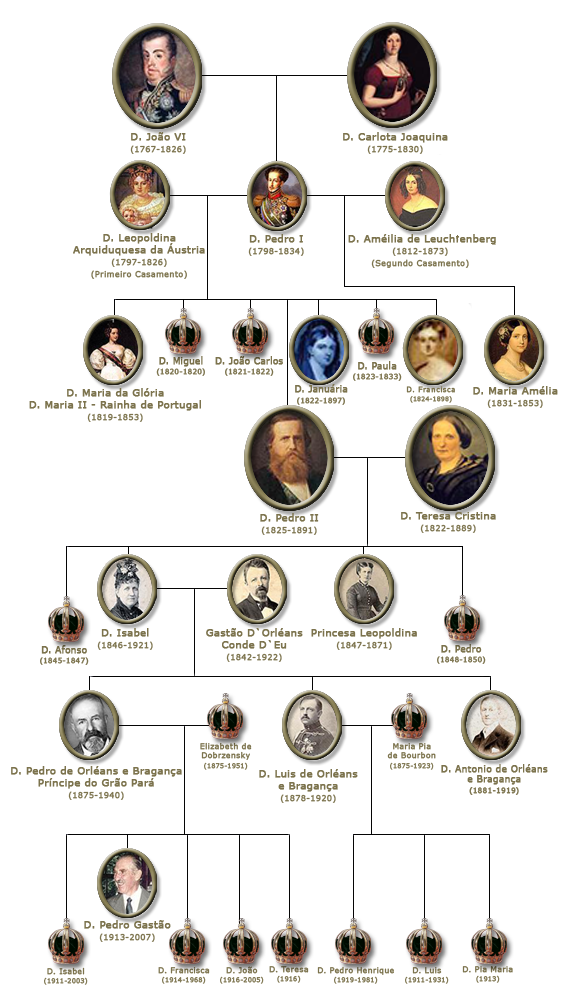 D. João VI
(1767-1826)
D. Carlota Joaquina
(1775-1830)
D. Leopoldina
Arquiduquesa da Áustria
(1797-1826)
(Primeiro Casamento)
D. Pedro I
(1798-1834)
D. Améilia de Leuchtenberg
(1812-1873)
(Segundo Casamento)
D. Maria da Glória
D. Maria II - Rainha de Portugal
(1819-1853)
D. Miguel
(1820-1820)
D. João Carlos
(1821-1822)
D. Januária
(1822-1897)
D. Paula
(1823-1833)
D. Francisca
(1824-1898)
D. Maria Amélia
(1831-1853)
D. Pedro II
(1825-1891)
D. Teresa Cristina
(1822-1889)
D. Afonso
(1845-1847)
D. Isabel
(1846-1921)
Gastão D`Orléans
Conde D`Eu
(1842-1922)
Princesa Leopoldina
(1847-1871)
D. Pedro
(1848-1850)
D. Pedro de Orléans e Bragança
Príncipe do Grão Pará
(1875-1940)
Elizabeth de
Dobrzensky
(1875-1951)
D. Luis de Orléans
e Bragança
(1878-1920)
Maria Pia
de Bourbon
(1875-1923)
D. Antonio de Orléans
e Bragança
(1881-1919)
D. Isabel
(1911-2003)
D. Pedro Gastão
(1913-2007)
D. Francisca
(1914-1968)
D. João
(1916-2005)
D. Teresa
(1916)
D. Pedro Henrique
(1919-1981)
D. Luis
(1911-1931)
D. Pia Maria
(1913)